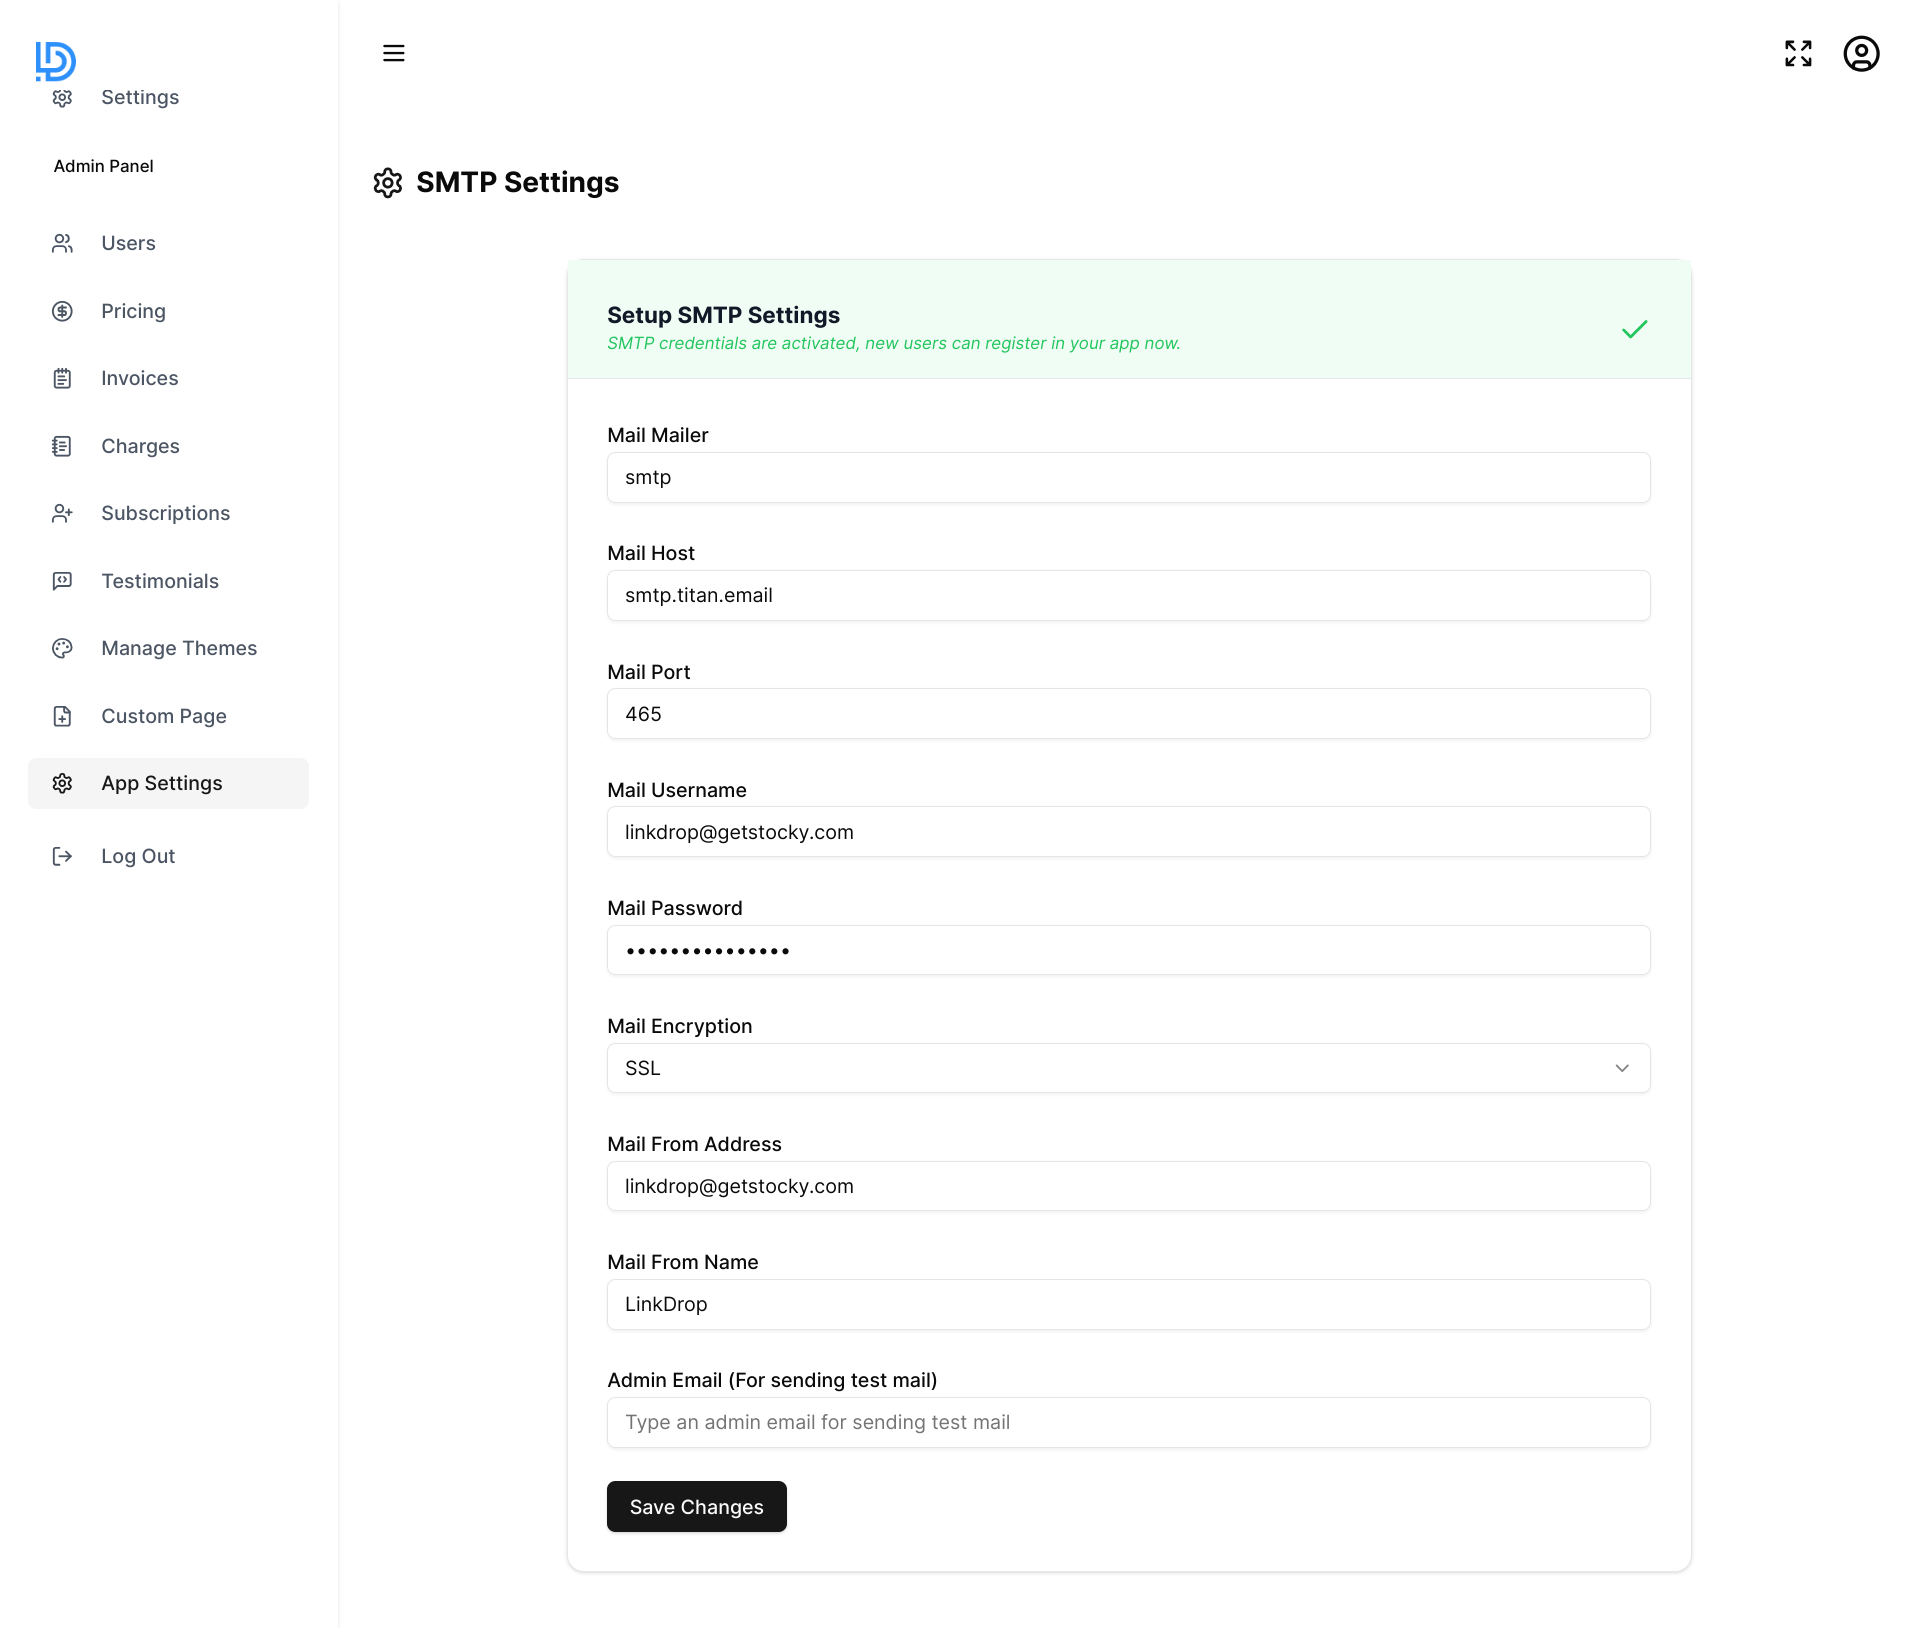 Settings
Admin Panel
Users
Pricing
Invoices
Charges
Subscriptions
Testimonials
Manage Themes
Custom Page
App Settings
Log Out
SMTP Settings
Setup SMTP Settings
SMTP credentials are activated, new users can register in your app now.
Mail Mailer
smtp
Mail Host
smtp.titan.email
Mail Port
465
Mail Username
linkdrop@getstocky.com
Mail Password
•••••••••••••••
Mail Encryption
SSL
Mail From Address
linkdrop@getstocky.com
Mail From Name
LinkDrop
Admin Email (For sending test mail)
Type an admin email for sending test mail
Save Changes